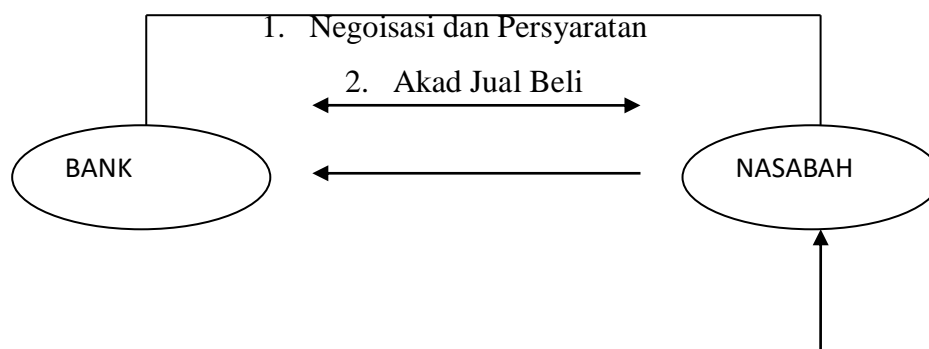 1. Negoisasi dan Persyaratan
2. Akad Jual Beli
BANK
NASABAH